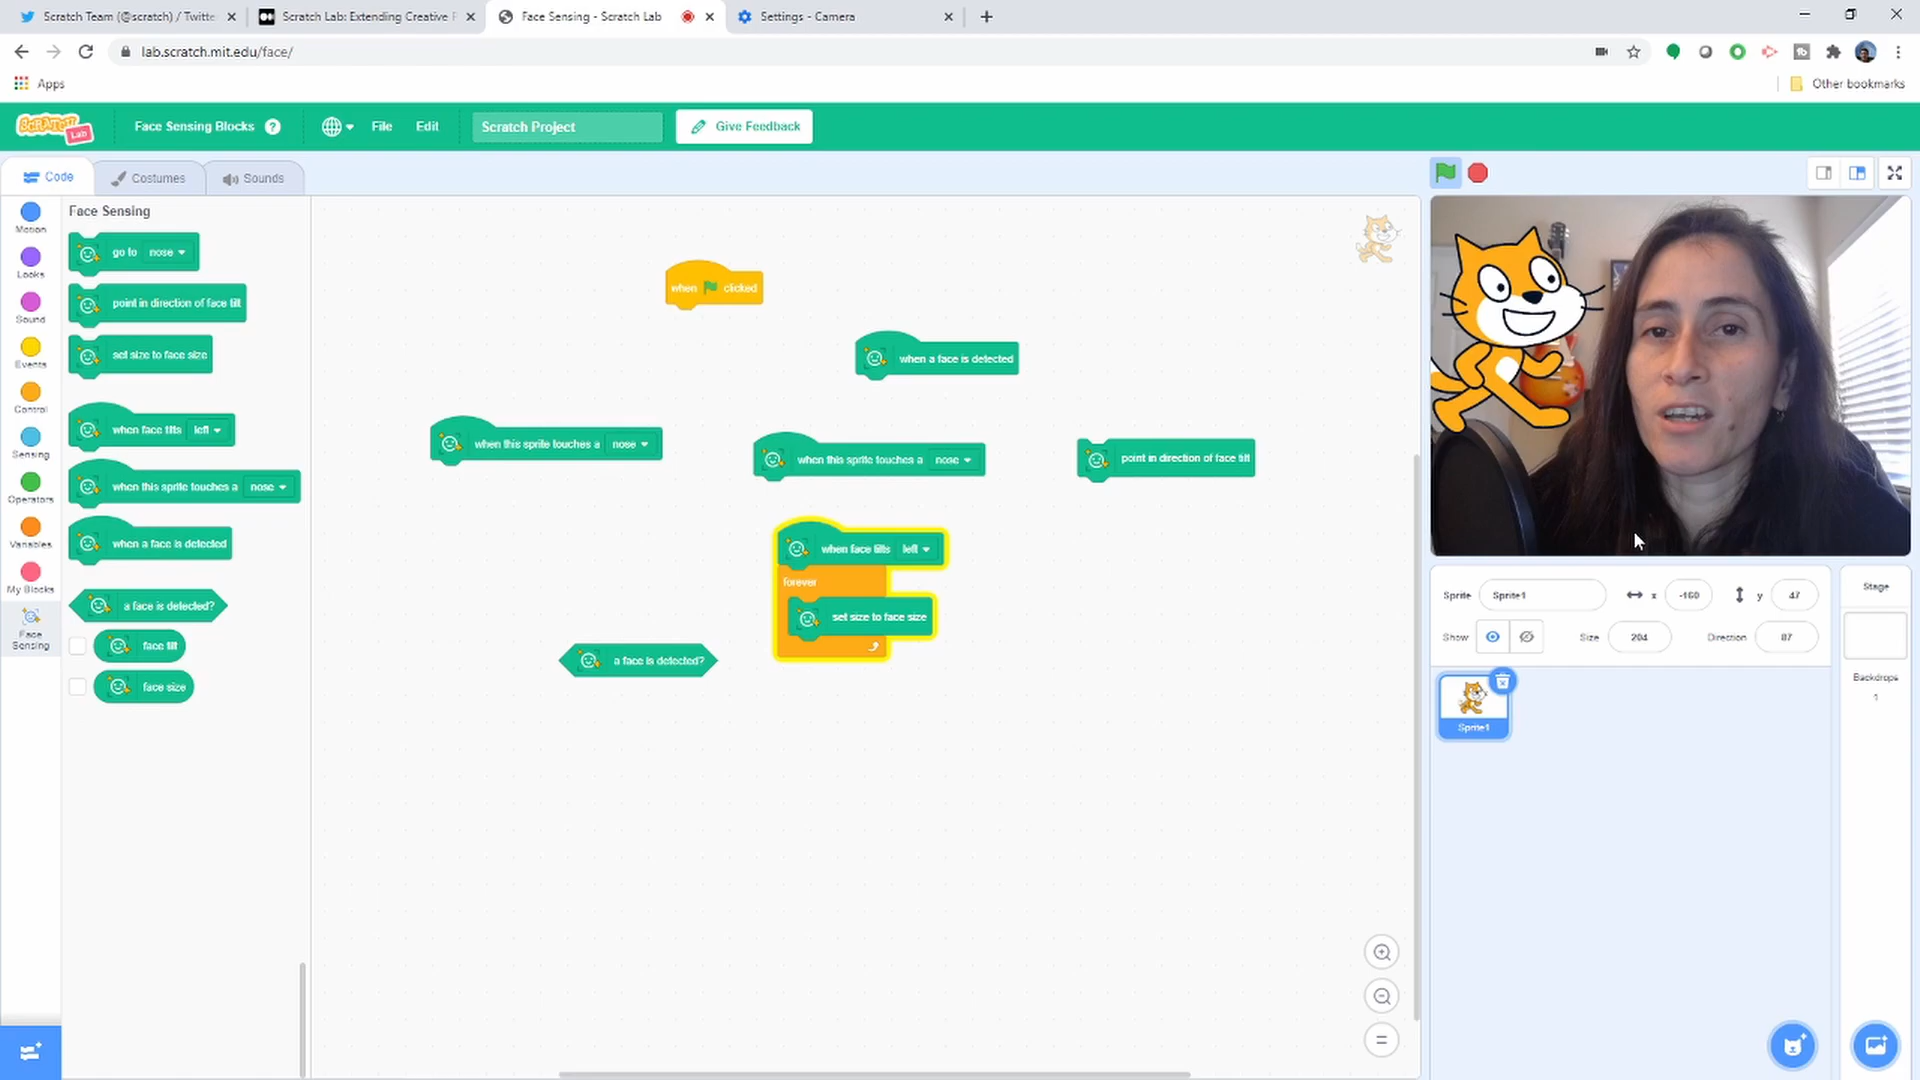 Scratch Team (@scratch) / Twitte
Scratch Lab: Extending Creative P
Face Sensing - Scratch Lab
Settings - Camera
lab.scratch.mit.edu/face/
Apps
Other bookmarks
SCRATCH Lab
Face Sensing Blocks
File
Edit
Scratch Project
Give Feedback
Code
Costumes
Sounds
Motion
Looks
Sound
Events
Control
Sensing
Operators
Variables
My Blocks
Face Sensing
Face Sensing
go to nose
point in direction of face tilt
set size to face size
when face tilts left
when this sprite touches a nose
when a face is detected
a face is detected?
face tilt
face size
when clicked
when a face is detected
when this sprite touches a nose
when this sprite touches a nose
point in direction of face tilt
when face tilts left
forever
set size to face size
a face is detected?
Sprite Sprite1 x -160 y 47
Show Size 204 Direction 87
Sprite1
Stage
Backdrops
1